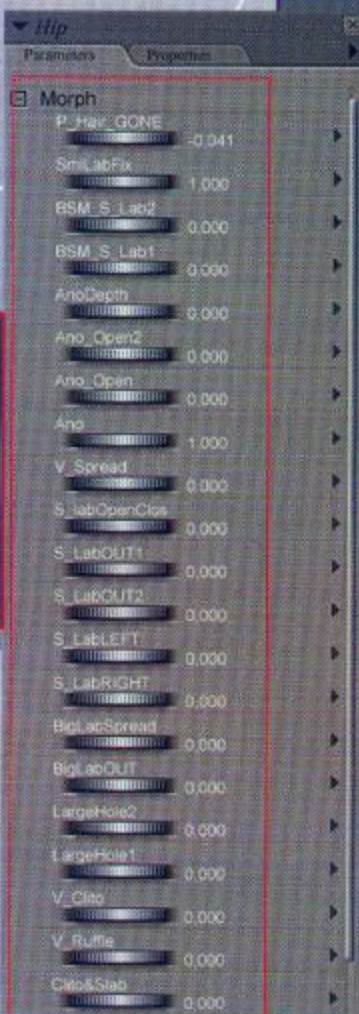 Hip
Parameters Properties
Morph
P_Hair_GONE
-0.041
SmlLabFix
1.000
BSM_S_Lab2
0.000
BSM_S_Lab1
0.000
AnoDepth
0.000
Ano_Open2
0.000
Ano_Open
0.000
Ano
1.000
V_Spread
0.000
S_labOpenClos
0.000
S_LabOUT1
0.000
S_LabOUT2
0.000
S_LabLEFT
0.000
S_LabRIGHT
0.000
BigLabSpread
0.000
BigLabOUT
0.000
LargeHole2
0.000
LargeHole1
0.000
V_Clito
0.000
V_Ruffle
0.000
Clito&Slab
0.000